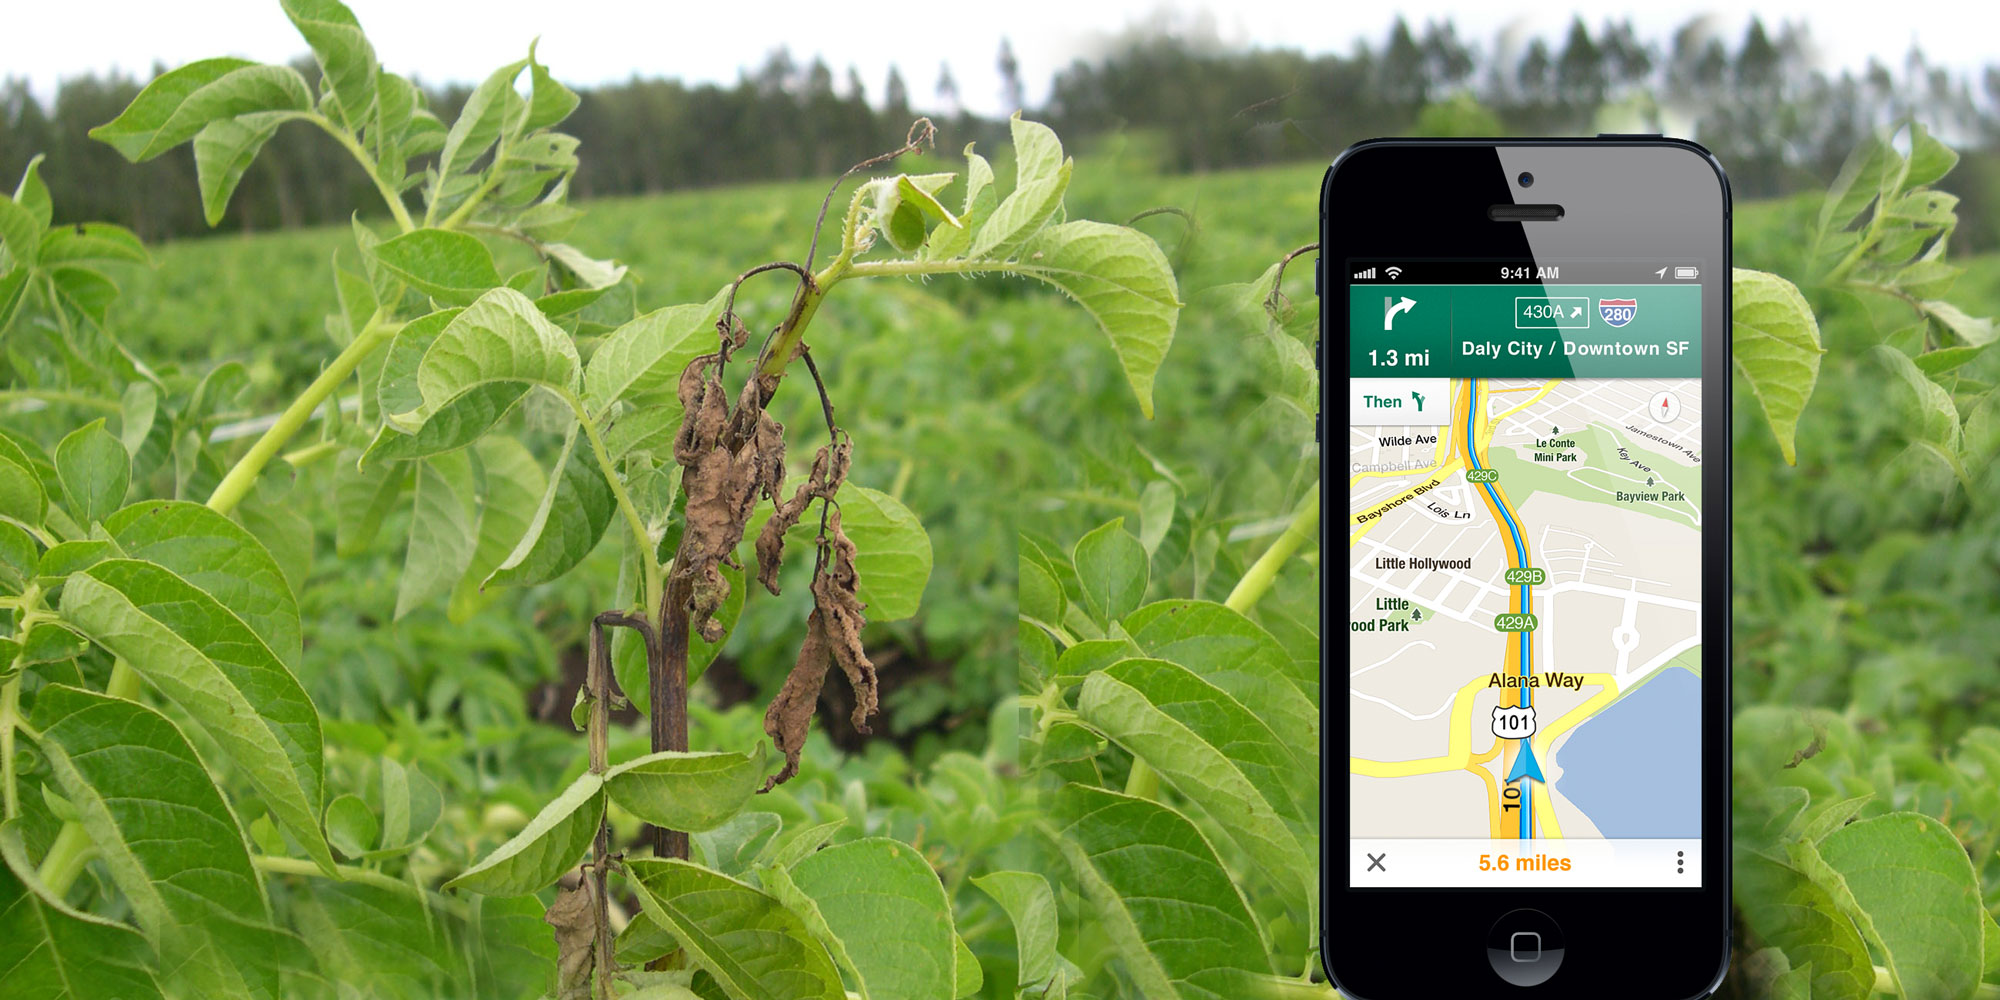 9:41 AM
1.3 mi
430A
280
Daly City / Downtown SF
Then
Wilde Ave
Campbell Ave
Bayshore Blvd
Lois Ln
429C
Le Conte
Mini Park
Jamestown Ave
Key Ave
Bayview Park
Little Hollywood
429B
Little
ood Park
429A
Alana Way
101
101
5.6 miles